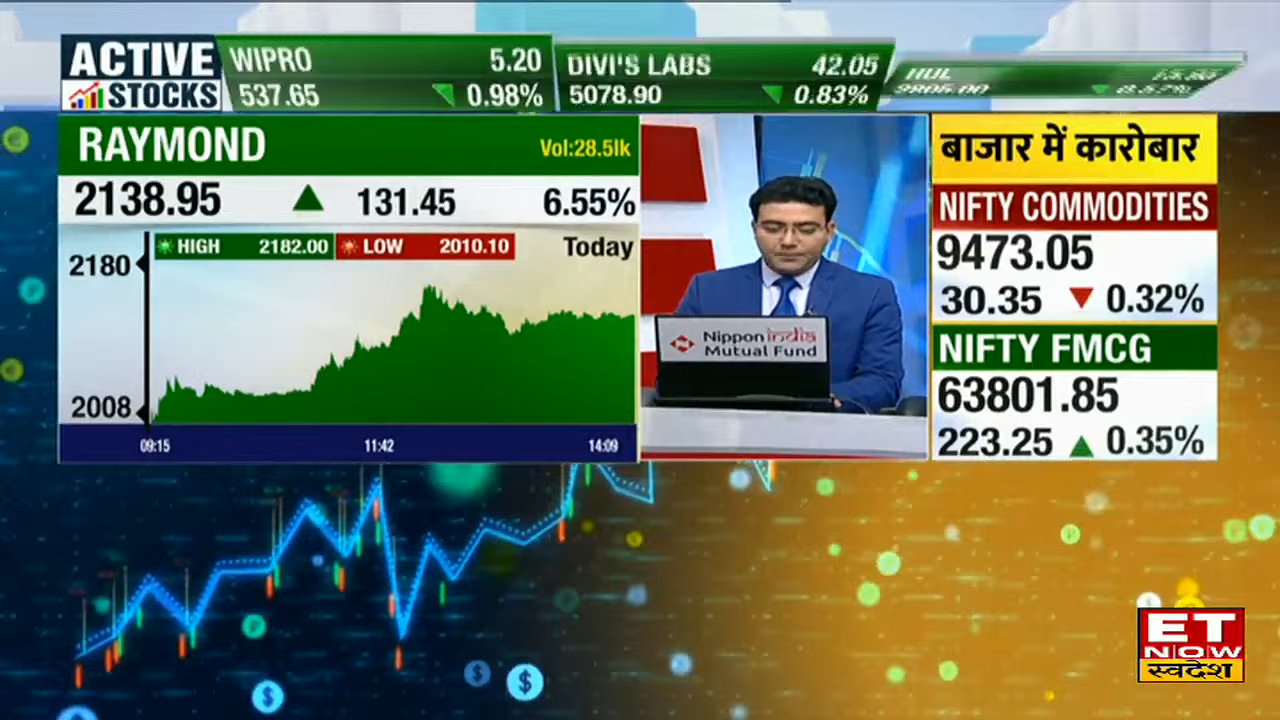 ACTIVE
STOCKS
WIPRO 5.20
537.65 0.98%
DIVI'S LABS 42.05
5078.90 0.83%
HUL
RAYMOND Vol:28.5lk
2138.95 131.45 6.55%
HIGH 2182.00 LOW 2010.10 Today
2180
2008
09:15 11:42 14:09
Nippon india
Mutual Fund
बाजार में कारोबार
NIFTY COMMODITIES
9473.05
30.35 0.32%
NIFTY FMCG
63801.85
223.25 0.35%
ET
NOW
स्वदेश